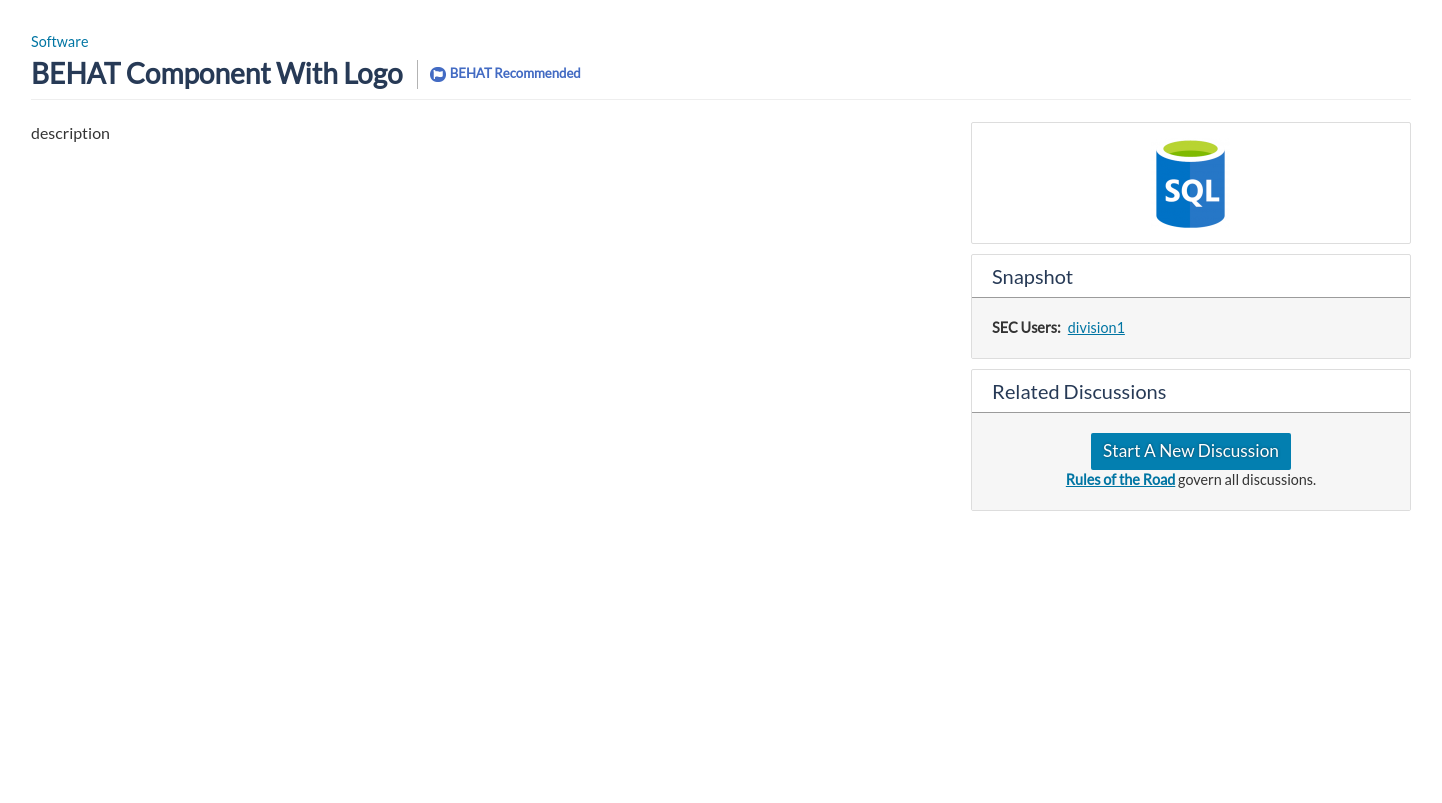 Software
BEHAT Component With Logo
BEHAT Recommended
description
SQL
Snapshot
SEC Users: division1
Related Discussions
Start A New Discussion
Rules of the Road govern all discussions.